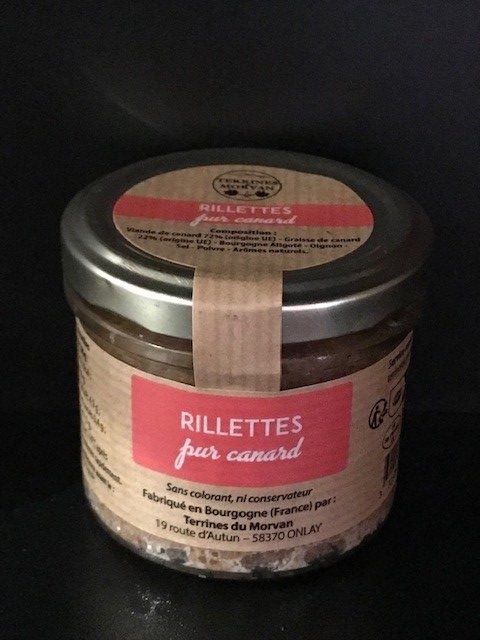 TERRINES
DU MORVAN
RILLETTES
pur canard
Composition :
Viande de canard 72% (origine UE) - Graisse de canard
22% (origine UE) - Bourgogne Aligoté - Oignon -
Sel - Poivre - Arômes naturels.
RILLETTES
pur canard
Sans colorant, ni conservateur
Fabriqué en Bourgogne (France) par :
Terrines du Morvan
19 route d'Autun – 58370 ONLAY